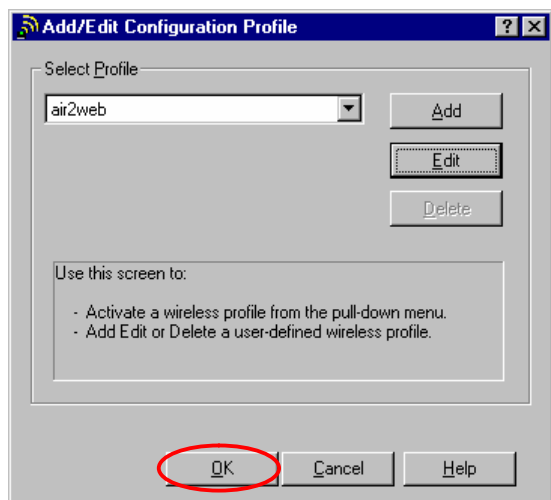 Add/Edit Configuration Profile
Select Profile
air2web
Add
Edit
Delete
Use this screen to:
- Activate a wireless profile from the pull-down menu.
- Add Edit or Delete a user-defined wireless profile.
OK
Cancel
Help